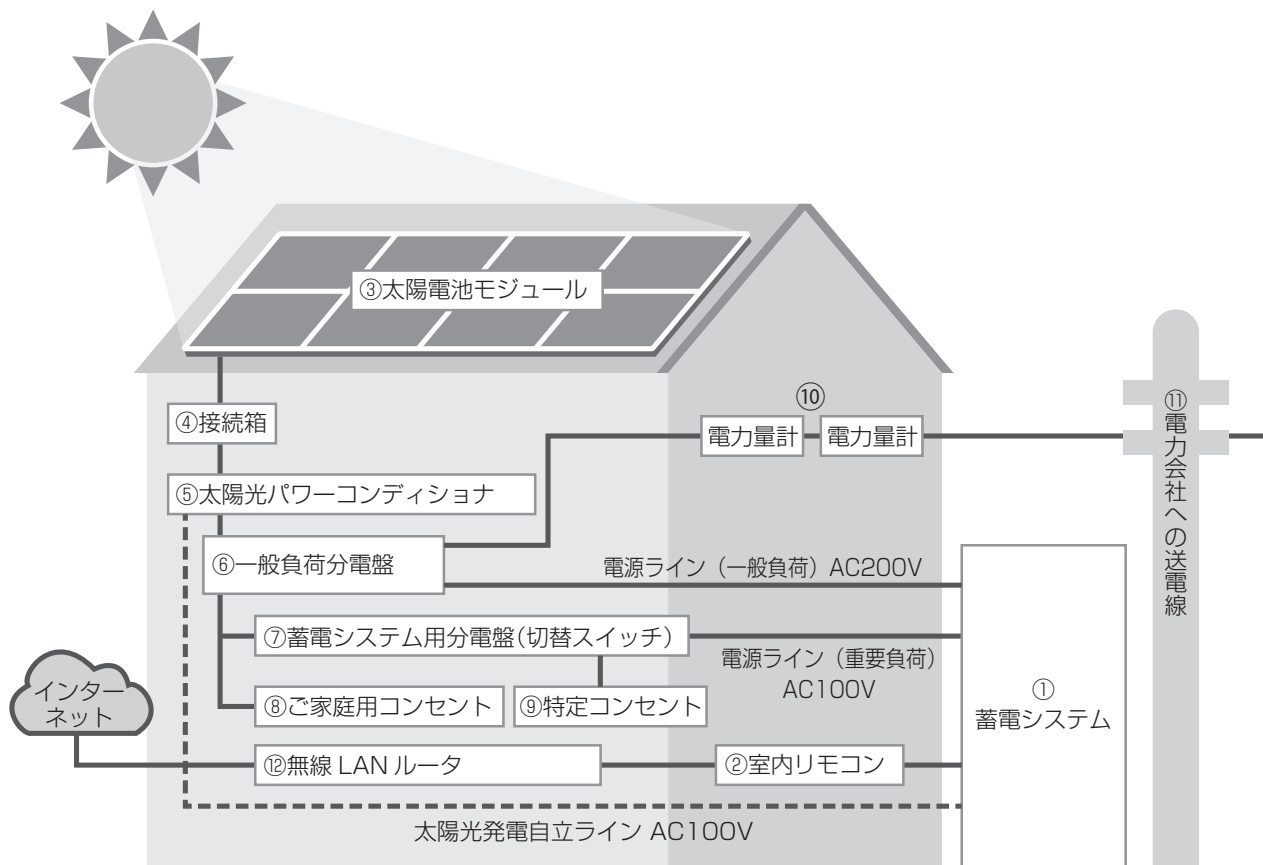 ③太陽電池モジュール
④接続箱
⑩
電力量計
電力量計
⑪電力会社への送電線
⑤太陽光パワーコンディショナ
⑥一般負荷分電盤
電源ライン（一般負荷）AC200V
⑦蓄電システム用分電盤（切替スイッチ）
電源ライン（重要負荷）
AC100V
①
蓄電システム
インター
ネット
⑧ご家庭用コンセント
⑨特定コンセント
⑫無線 LAN ルータ
②室内リモコン
太陽光発電自立ライン AC100V